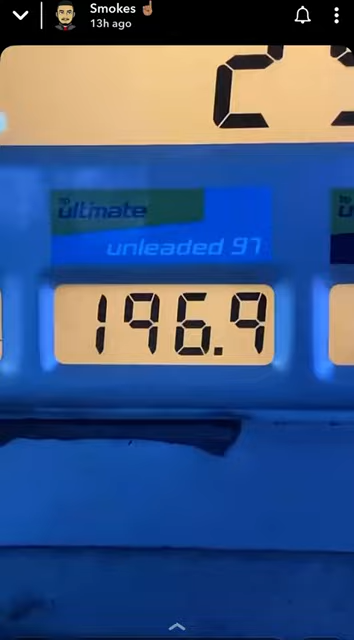 Smokes ☝🏽
13h ago
ultimate
unleaded 97
196.9